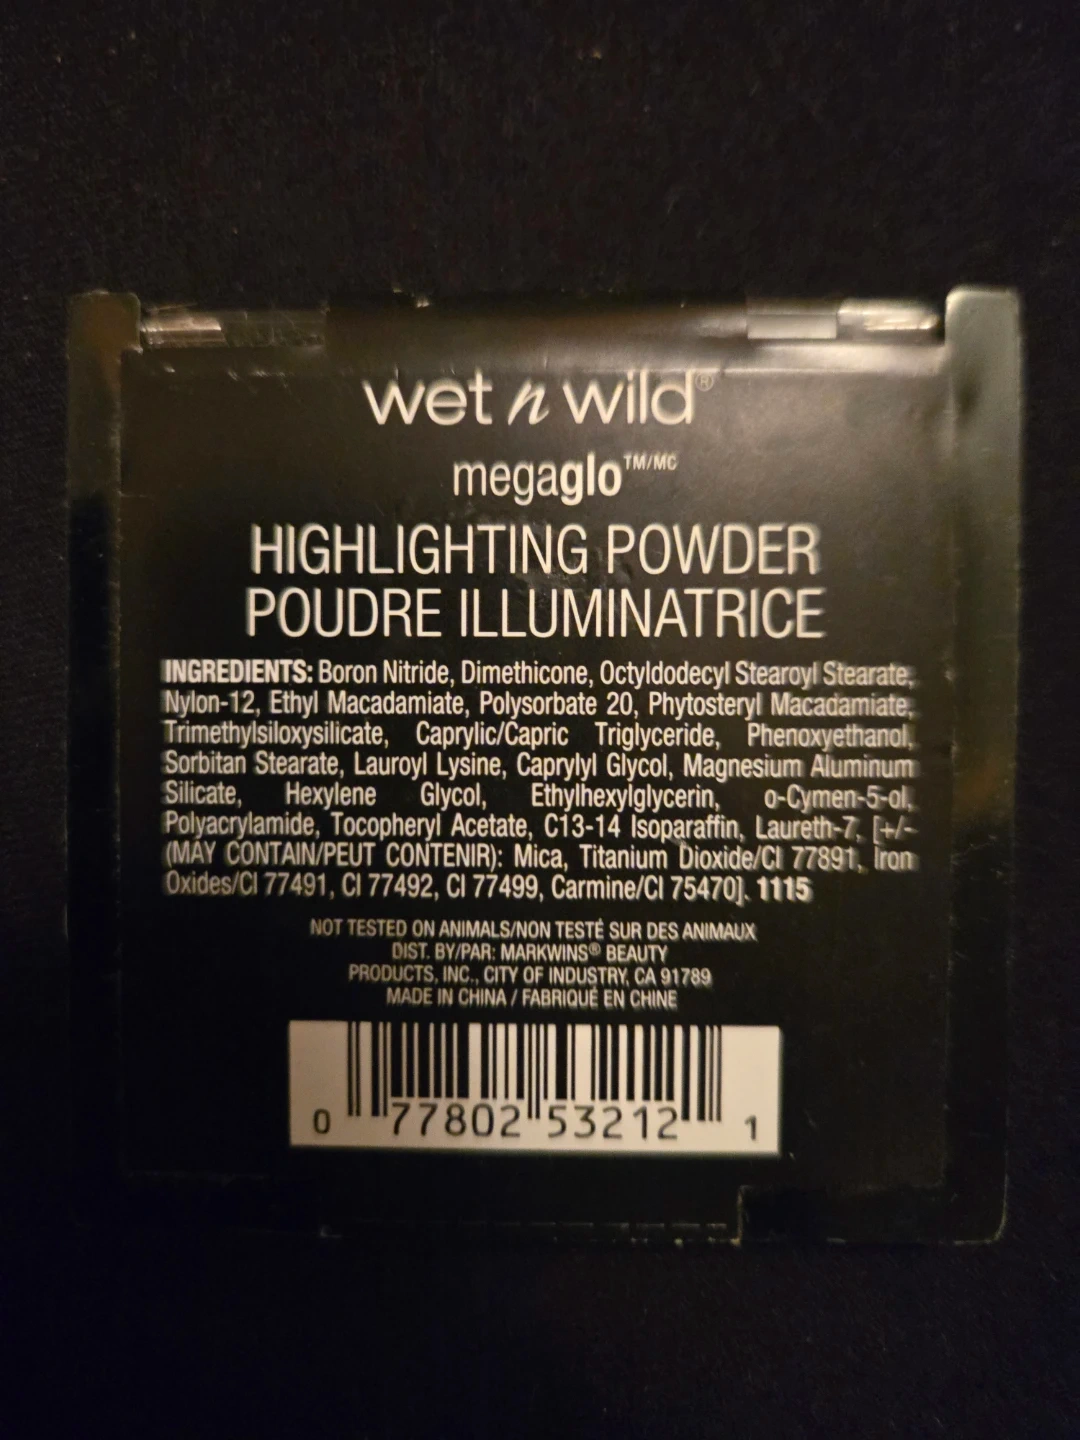 wet n wild®
megaglo™/MC
HIGHLIGHTING POWDER
POUDRE ILLUMINATRICE
INGREDIENTS: Boron Nitride, Dimethicone, Octyldodecyl Stearoyl Stearate,
Nylon-12, Ethyl Macadamiate, Polysorbate 20, Phytosteryl Macadamiate,
Trimethylsiloxysilicate, Caprylic/Capric Triglyceride, Phenoxyethanol,
Sorbitan Stearate, Lauroyl Lysine, Caprylyl Glycol, Magnesium Aluminum
Silicate, Hexylene Glycol, Ethylhexylglycerin, o-Cymen-5-ol,
Polyacrylamide, Tocopheryl Acetate, C13-14 Isoparaffin, Laureth-7, [+/-
(MAY CONTAIN/PEUT CONTENIR): Mica, Titanium Dioxide/CI 77891, Iron
Oxides/CI 77491, CI 77492, CI 77499, Carmine/CI 75470]. 1115
NOT TESTED ON ANIMALS/NON TESTÉ SUR DES ANIMAUX
DIST. BY/PAR: MARKWINS® BEAUTY
PRODUCTS, INC., CITY OF INDUSTRY, CA 91789
MADE IN CHINA / FABRIQUÉ EN CHINE
0 77802 53212 1